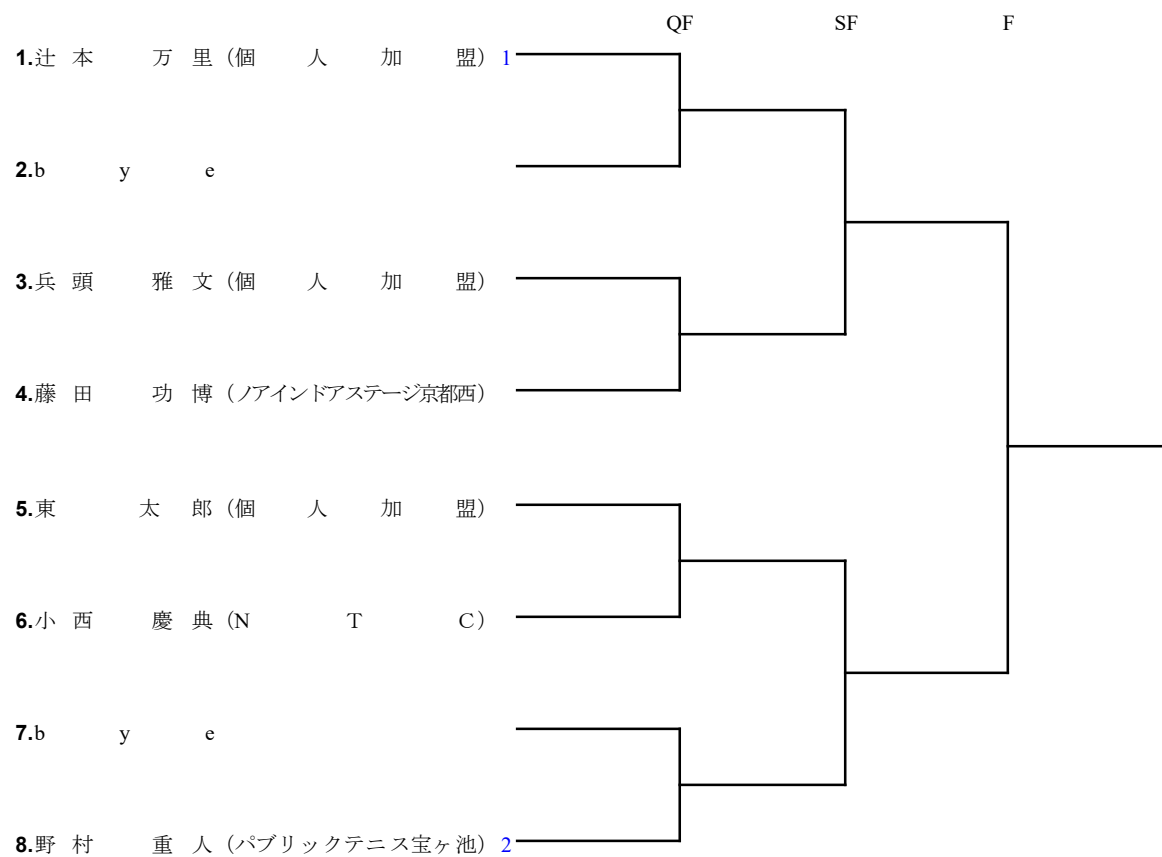 QF SF F
1.辻本 万里(個人加盟) 1
2.bye
3.兵頭 雅文(個人加盟)
4.藤田 功博(ノアインドアステージ京都西)
5.東 太郎(個人加盟)
6.小西 慶典(NTC)
7.bye
8.野村 重人(パブリックテニス宝ヶ池) 2